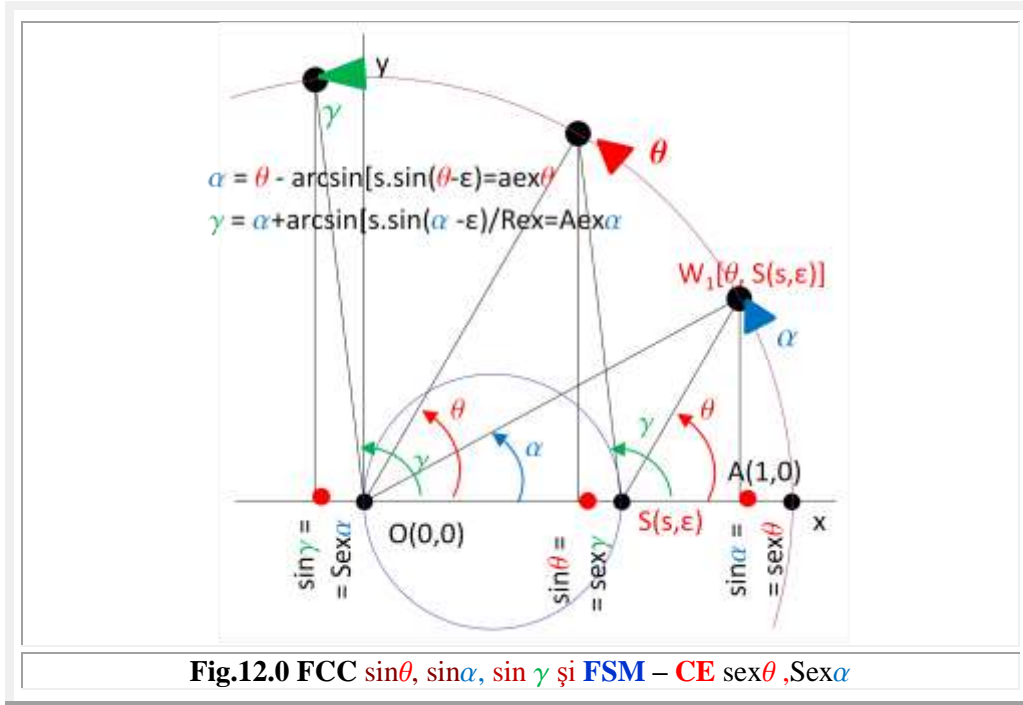 y
γ
θ
α = θ - arcsin[s.sin(θ-ε)=aexθ
γ = α+arcsin[s.sin(α -ε)/Rex=Aexα
W₁[θ, S(s,ε)]
α
θ
γ
α
γ
θ
A(1,0)
O(0,0)
S(s,ε)
x
sinγ =
= Sexα
sinθ =
= sexγ
sinα =
= sexθ
Fig.12.0 FCC sinθ, sinα, sin γ şi FSM – CE sexθ ,Sexα